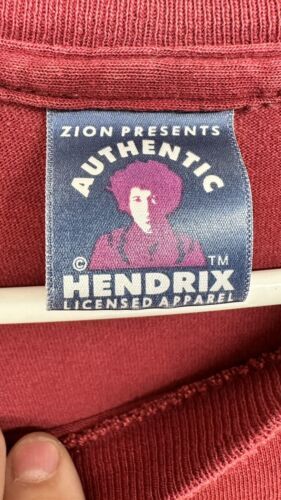 ZION PRESENTS
AUTHENTIC
© TM
HENDRIX
LICENSED APPAREL